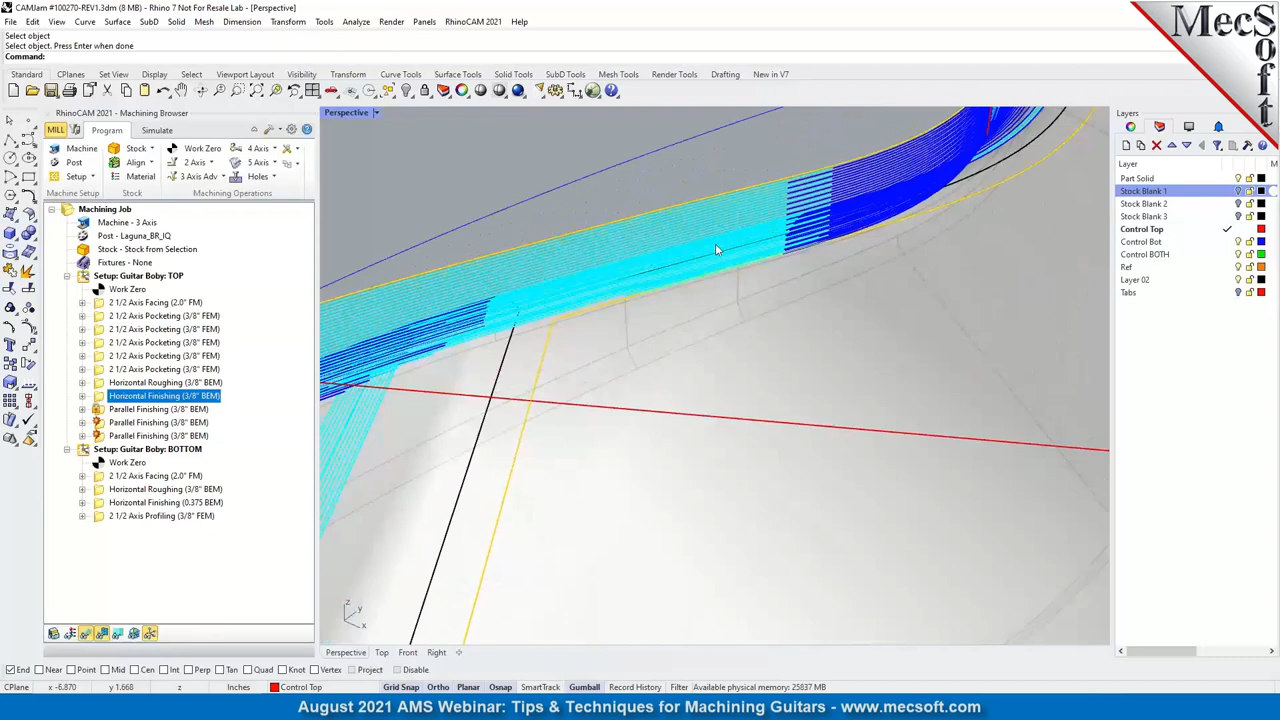 CAMJam #100270-REV1.3dm (8 MB) - Rhino 7 Not For Resale Lab - [Perspective]
File Edit View Curve Surface SubD Solid Mesh Dimension Transform Tools Analyze Render Panels RhinoCAM 2021 Help
Select object
Select object. Press Enter when done
Command:
Standard CPlanes Set View Display Select Viewport Layout Visibility Transform Curve Tools Surface Tools Solid Tools SubD Tools Mesh Tools Render Tools Drafting New in V7
MecSoft
RhinoCAM 2021 - Machining Browser
MILL Program Simulate
Machine Stock Work Zero 4 Axis
Post Align 2 Axis 5 Axis
Setup Material 3 Axis Adv Holes
Machine Setup Stock Machining Operations
Machining Job
Machine - 3 Axis
Post - Laguna_BR_IQ
Stock - Stock from Selection
Fixtures - None
Setup: Guitar Boby: TOP
Work Zero
2 1/2 Axis Facing (2.0" FM)
2 1/2 Axis Pocketing (3/8" FEM)
2 1/2 Axis Pocketing (3/8" FEM)
2 1/2 Axis Pocketing (3/8" FEM)
2 1/2 Axis Pocketing (3/8" FEM)
2 1/2 Axis Pocketing (3/8" FEM)
Horizontal Roughing (3/8" BEM)
Horizontal Finishing (3/8" BEM)
Parallel Finishing (3/8" BEM)
Parallel Finishing (3/8" BEM)
Parallel Finishing (3/8" BEM)
Setup: Guitar Boby: BOTTOM
Work Zero
2 1/2 Axis Facing (2.0" FM)
Horizontal Roughing (3/8" BEM)
Horizontal Finishing (0.375 BEM)
2 1/2 Axis Profiling (3/8" FEM)
Perspective
z
y
x
Layers
Layer
Part Solid
Stock Blank 1
Stock Blank 2
Stock Blank 3
Control Top
Control Bot
Control BOTH
Ref
Layer 02
Tabs
Perspective Top Front Right
End Near Point Mid Cen Int Perp Tan Quad Knot Vertex Project Disable
CPlane x -6.870 y 1.668 z Inches Control Top Grid Snap Ortho Planar Osnap SmartTrack Gumball Record History Filter Available physical memory: 25837 MB
August 2021 AMS Webinar: Tips & Techniques for Machining Guitars - www.mecsoft.com